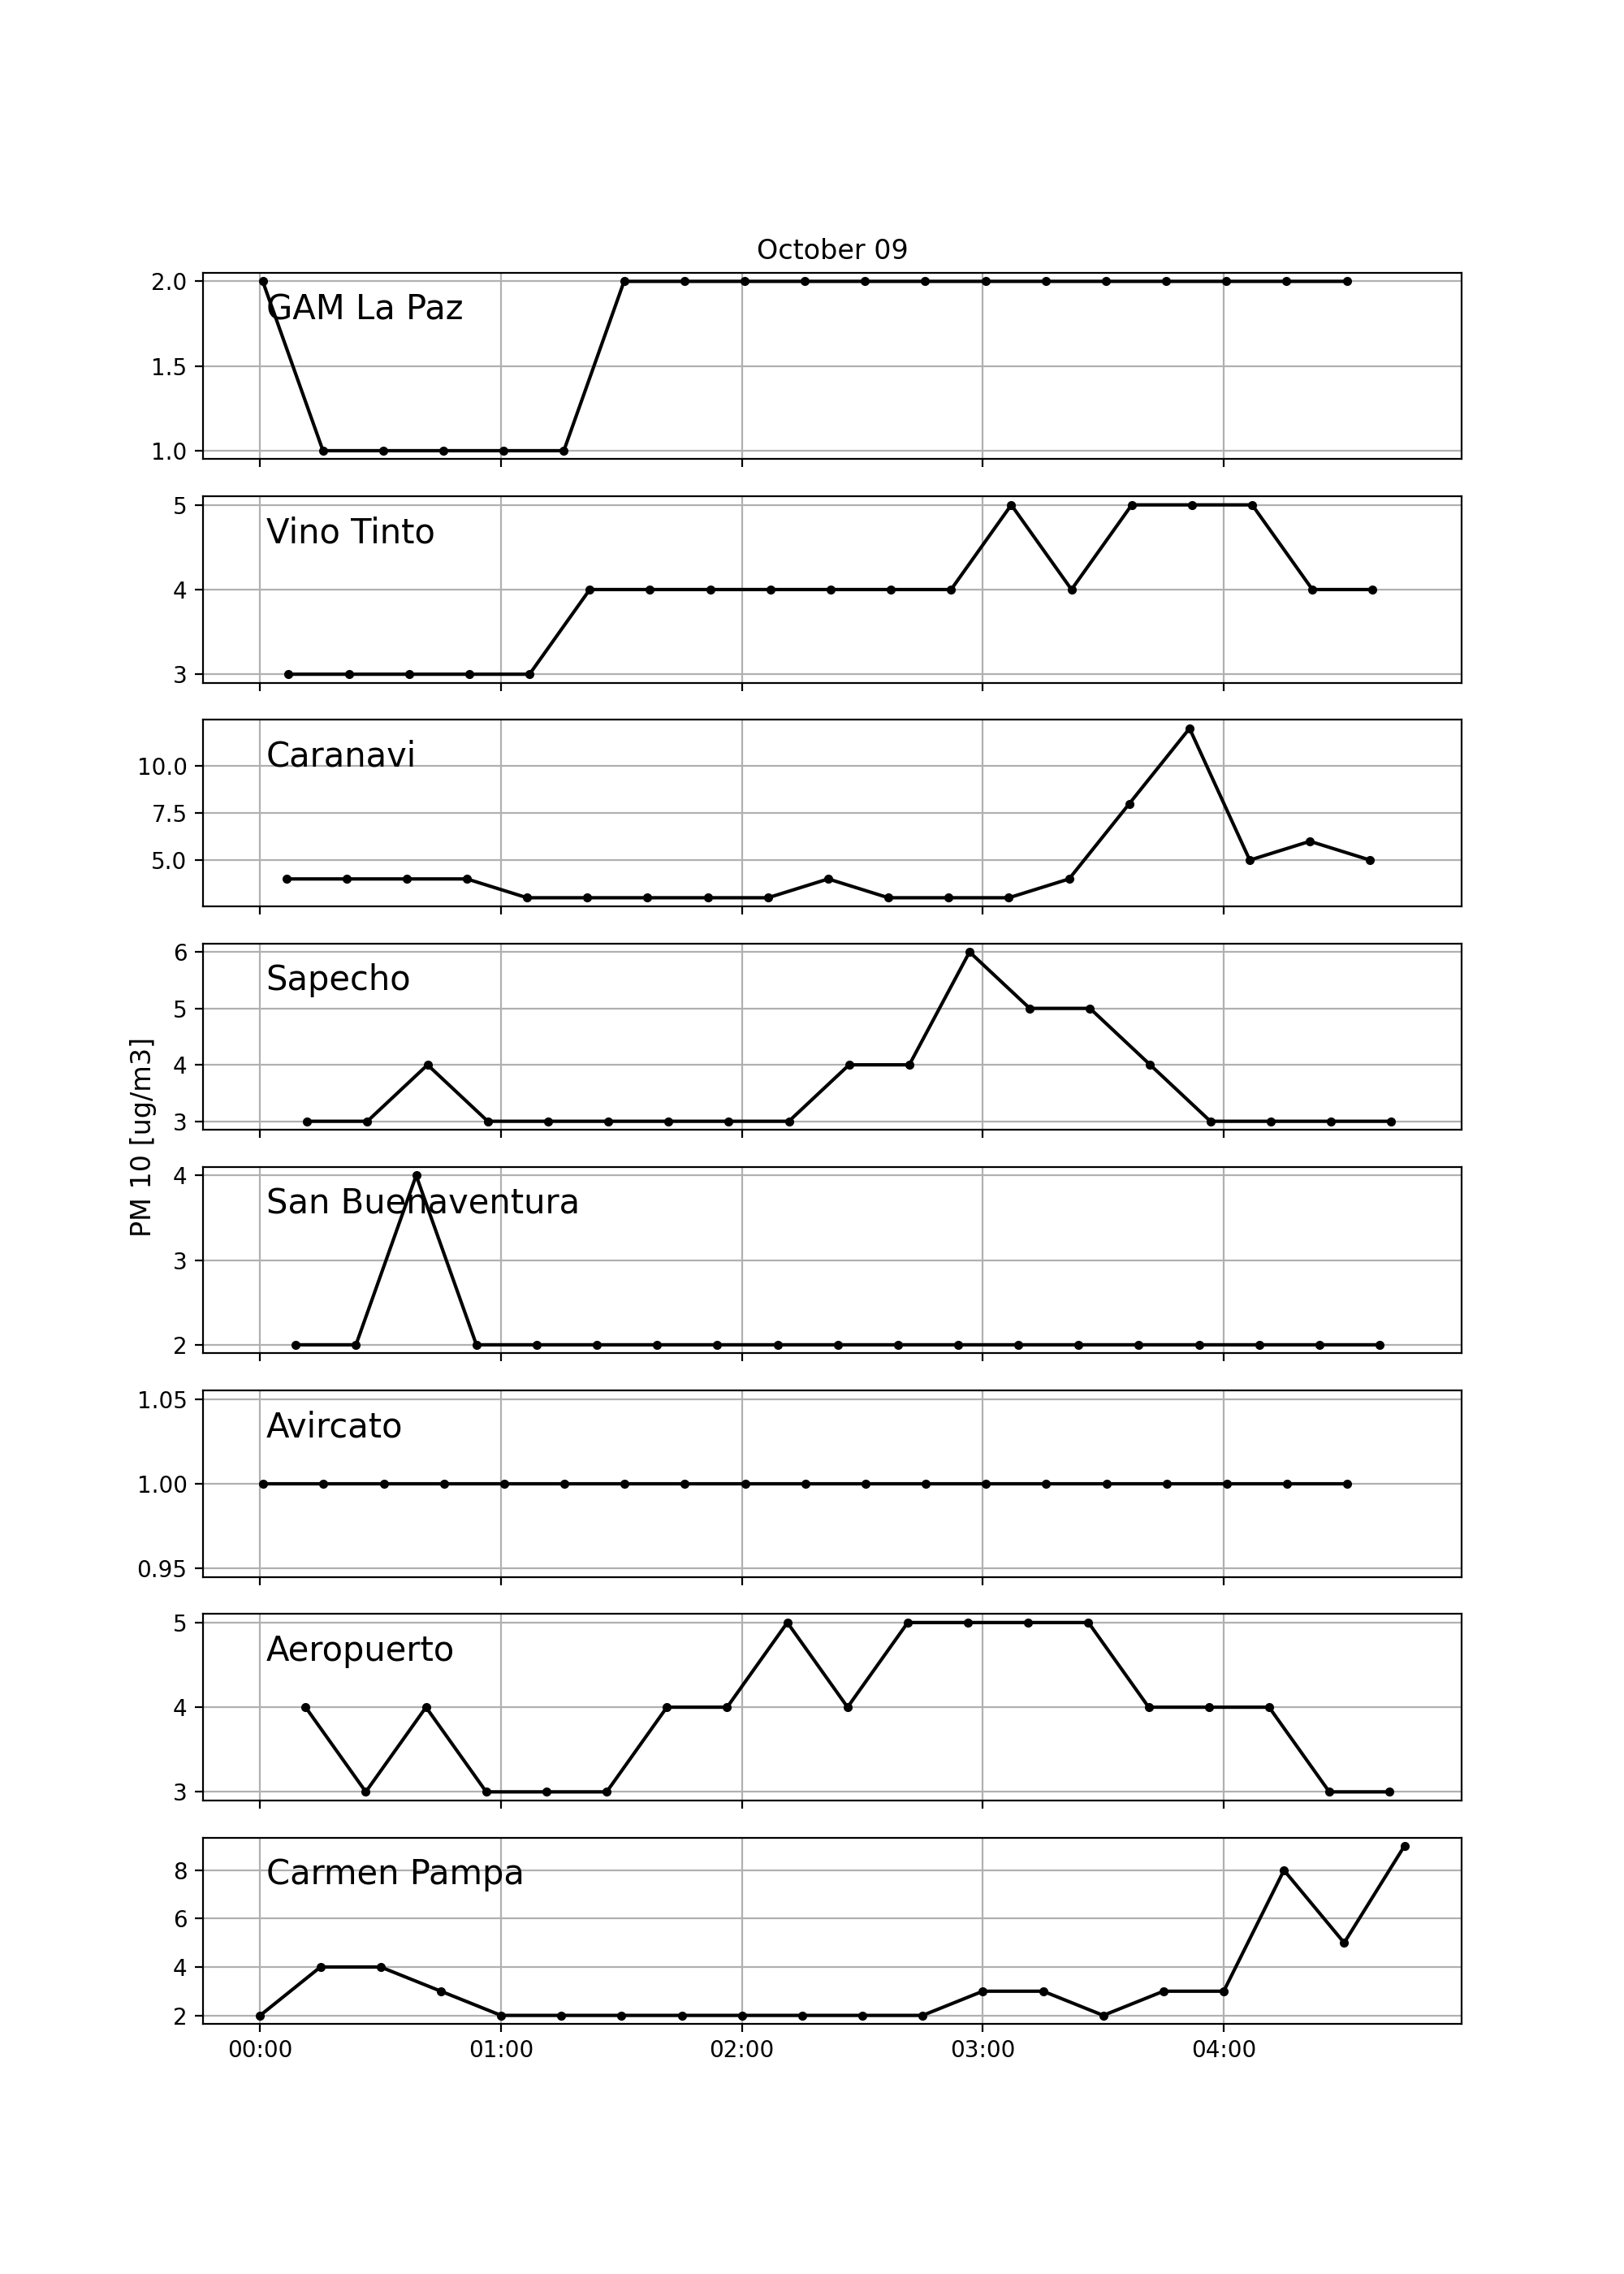 October 09
2.0
GAM La Paz
1.5
1.0
5
Vino Tinto
4
3
Caranavi
10.0
7.5
5.0
6
Sapecho
5
4
3
PM 10 [ug/m3]
4
San Buenaventura
3
2
1.05
Avircato
1.00
0.95
5
Aeropuerto
4
3
8
Carmen Pampa
6
4
2
00:00 01:00 02:00 03:00 04:00